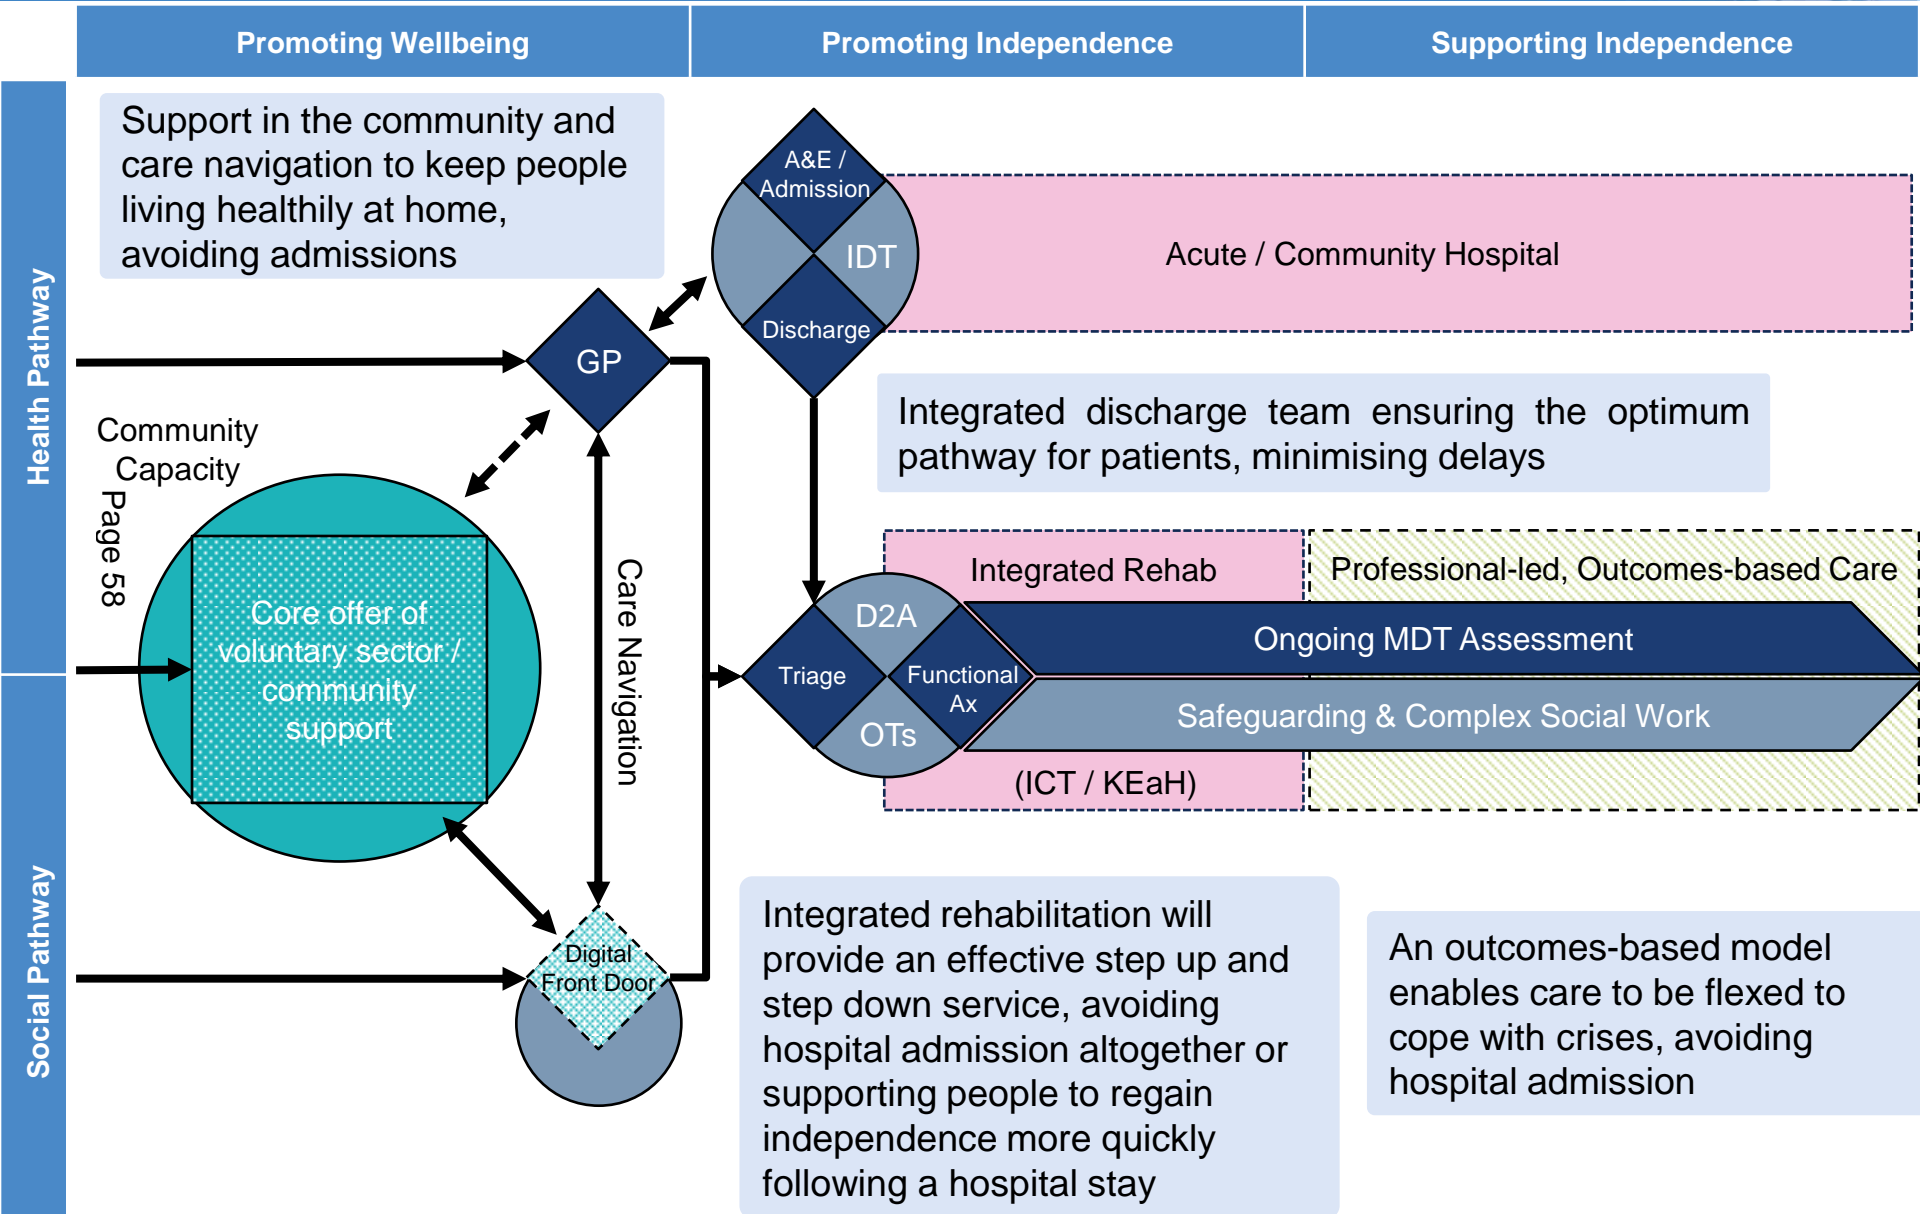 Promoting Wellbeing
Promoting Independence
Supporting Independence
Health Pathway
Social Pathway
Support in the community and
care navigation to keep people
living healthily at home,
avoiding admissions
A&E /
Admission
IDT
Discharge
Acute / Community Hospital
GP
Integrated discharge team ensuring the optimum
pathway for patients, minimising delays
Community
Capacity
Page 58
Core offer of
voluntary sector /
community
support
Care Navigation
Integrated Rehab
Professional-led, Outcomes-based Care
D2A
Triage
Functional
Ax
OTs
Ongoing MDT Assessment
Safeguarding & Complex Social Work
(ICT / KEaH)
Digital
Front Door
Integrated rehabilitation will
provide an effective step up and
step down service, avoiding
hospital admission altogether or
supporting people to regain
independence more quickly
following a hospital stay
An outcomes-based model
enables care to be flexed to
cope with crises, avoiding
hospital admission